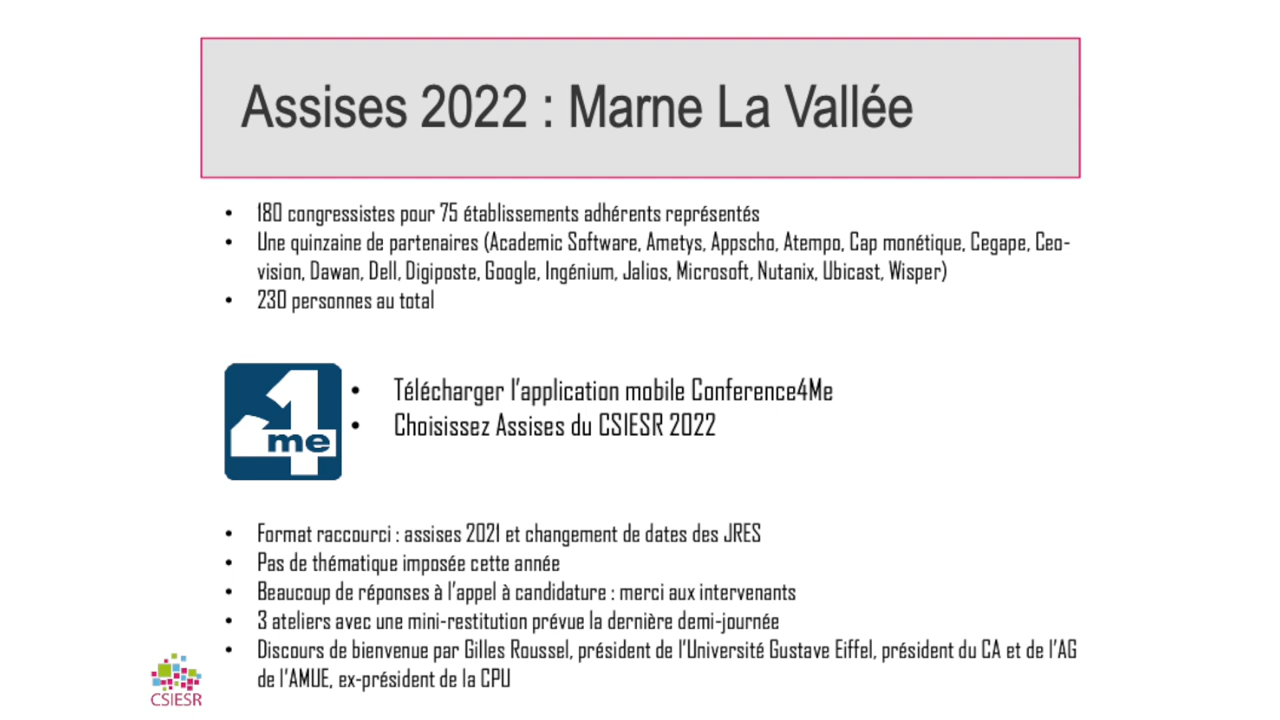 Assises 2022 : Marne La Vallée
• 180 congressistes pour 75 établissements adhérents représentés
• Une quinzaine de partenaires (Academic Software, Ametys, Appscho, Atempo, Cap monétique, Cegape, Ceo-
vision, Dawan, Dell, Digiposte, Google, Ingénium, Jalios, Microsoft, Nutanix, Ubicast, Wisper)
• 230 personnes au total
4me
• Télécharger l'application mobile Conference4Me
• Choisissez Assises du CSIESR 2022
• Format raccourci : assises 2021 et changement de dates des JRES
• Pas de thématique imposée cette année
• Beaucoup de réponses à l'appel à candidature : merci aux intervenants
• 3 ateliers avec une mini-restitution prévue la dernière demi-journée
• Discours de bienvenue par Gilles Roussel, président de l'Université Gustave Eiffel, président du CA et de l'AG
de l'AMUE, ex-président de la CPU
CSIESR